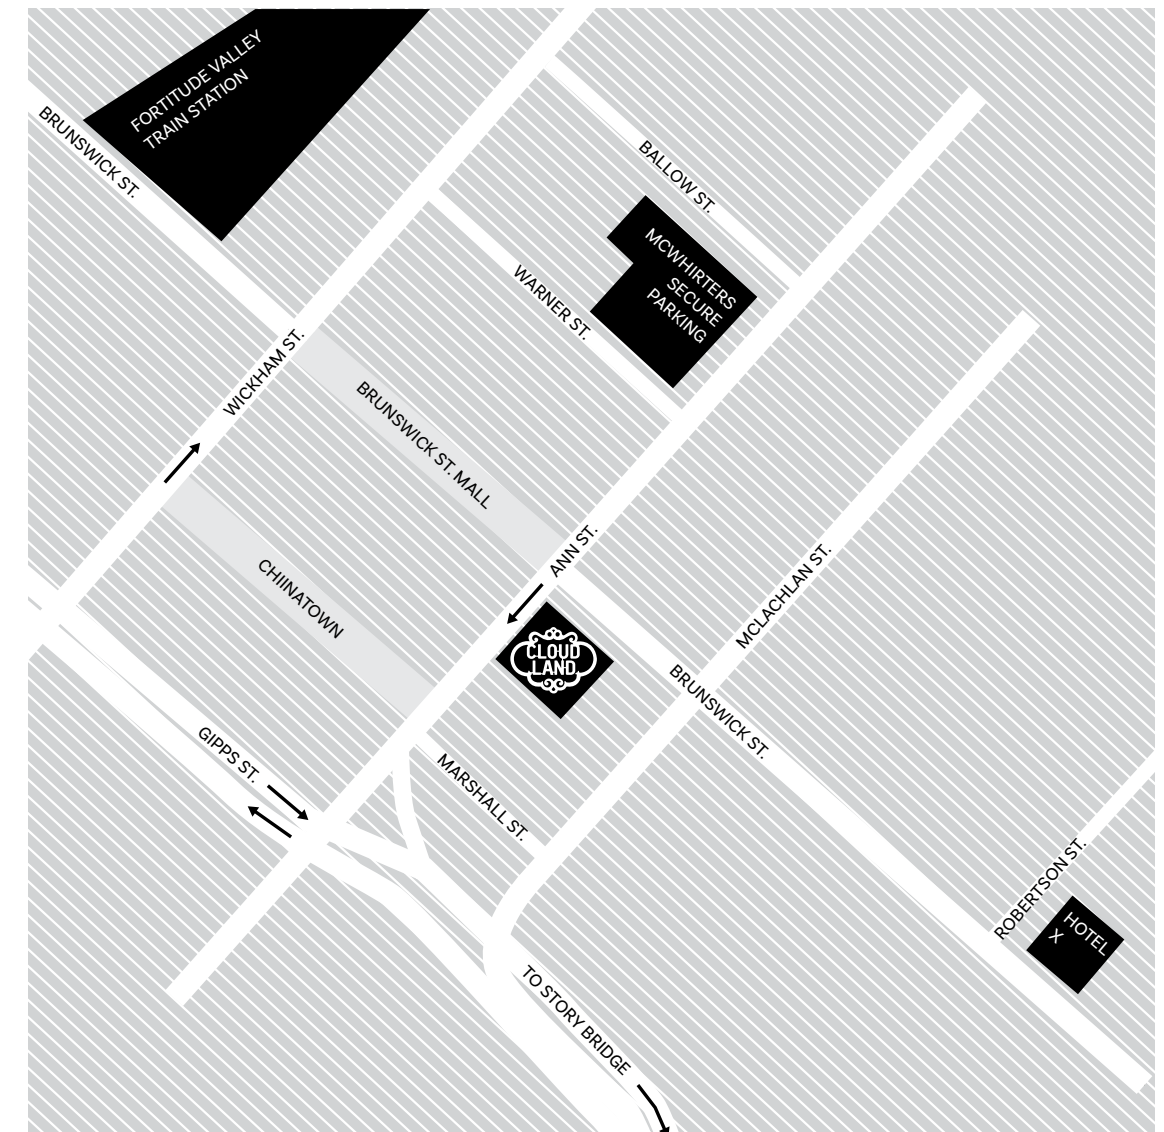 FORTITUDE VALLEY
TRAIN STATION
BRUNSWICK ST.
BALLOW ST.
MCWHIRTERS
SECURE
PARKING
WARNER ST.
WICKHAM ST.
BRUNSWICK ST. MALL
ANN ST.
CHIINATOWN
MCLACHLAN ST.
CLOUD
LAND
BRUNSWICK ST.
GIPPS ST.
MARSHALL ST.
ROBERTSON ST.
HOTEL
X
TO STORY BRIDGE